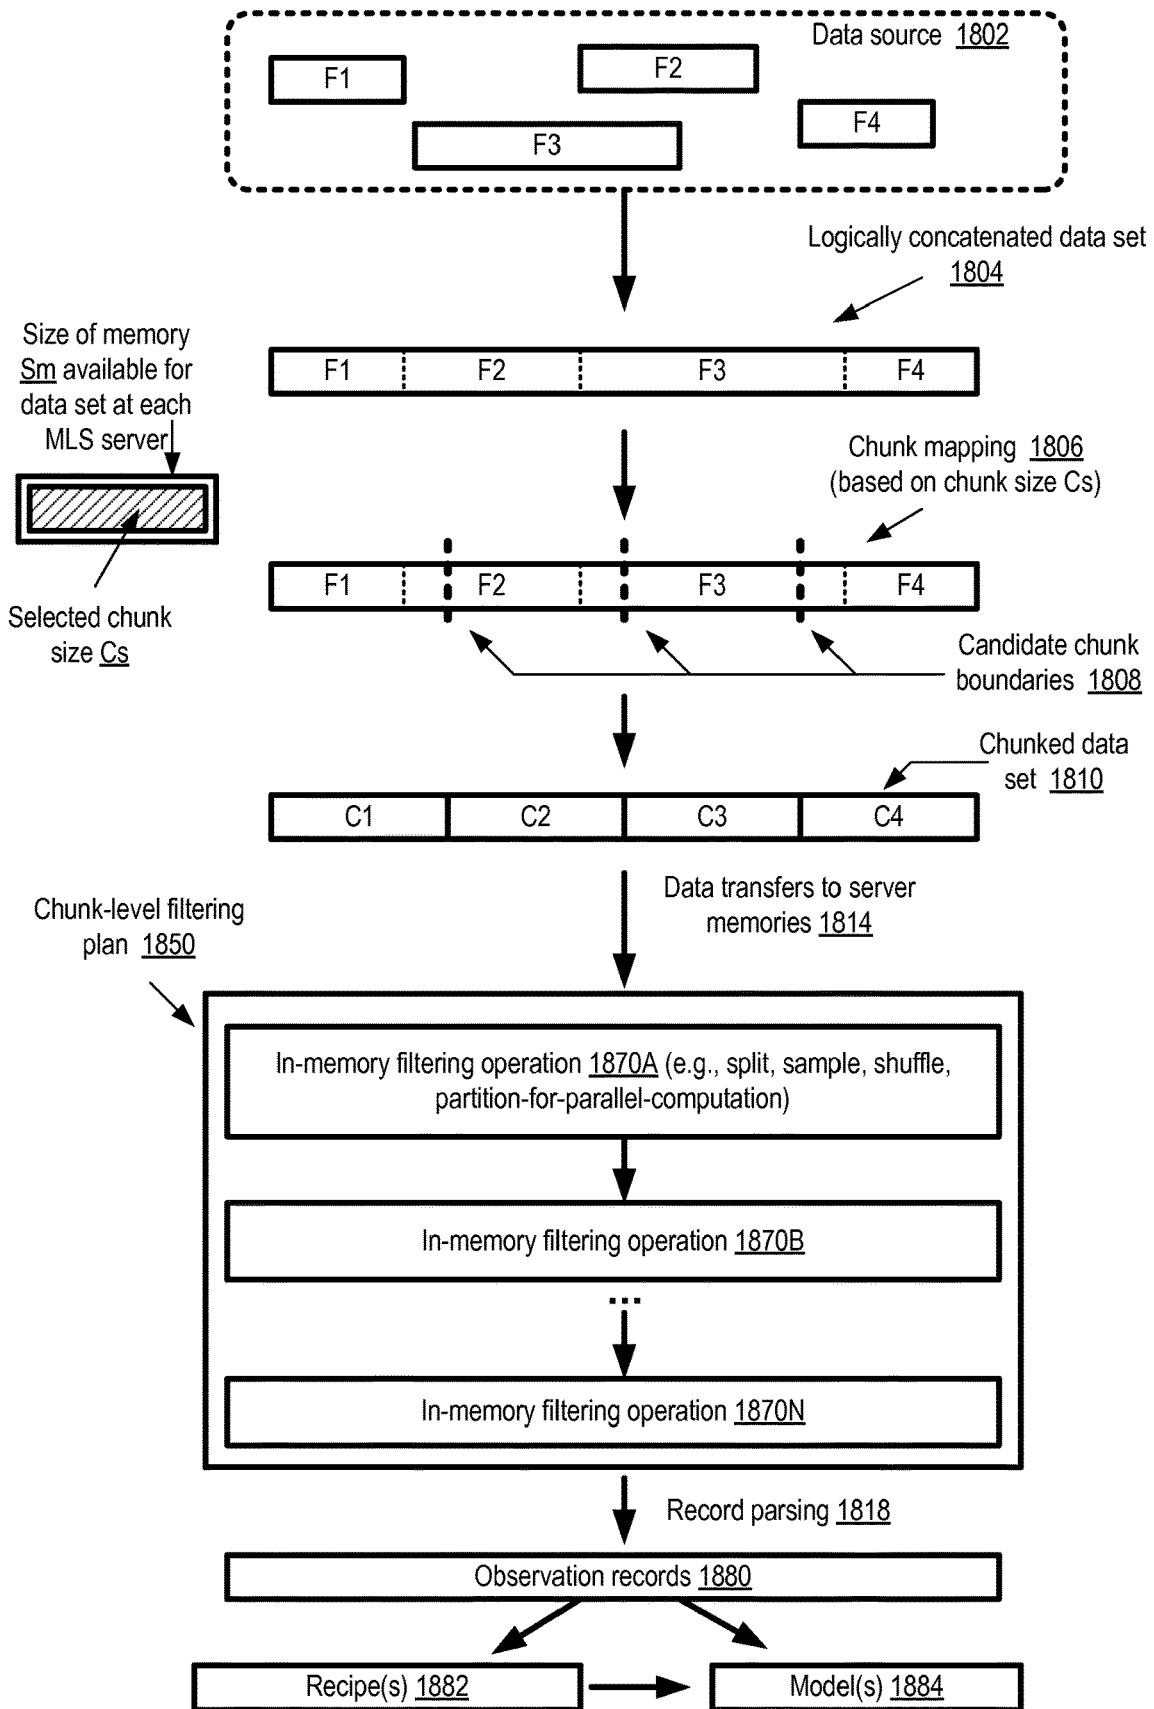 Data source 1802
F1
F2
F3
F4
Logically concatenated data set
1804
F1 F2 F3 F4
Size of memory
Sm available for
data set at each
MLS server
Chunk mapping 1806
(based on chunk size Cs)
F1 F2 F3 F4
Selected chunk
size Cs
Candidate chunk
boundaries 1808
Chunked data
set 1810
C1 C2 C3 C4
Data transfers to server
memories 1814
Chunk-level filtering
plan 1850
In-memory filtering operation 1870A (e.g., split, sample, shuffle,
partition-for-parallel-computation)
In-memory filtering operation 1870B
...
In-memory filtering operation 1870N
Record parsing 1818
Observation records 1880
Recipe(s) 1882
Model(s) 1884